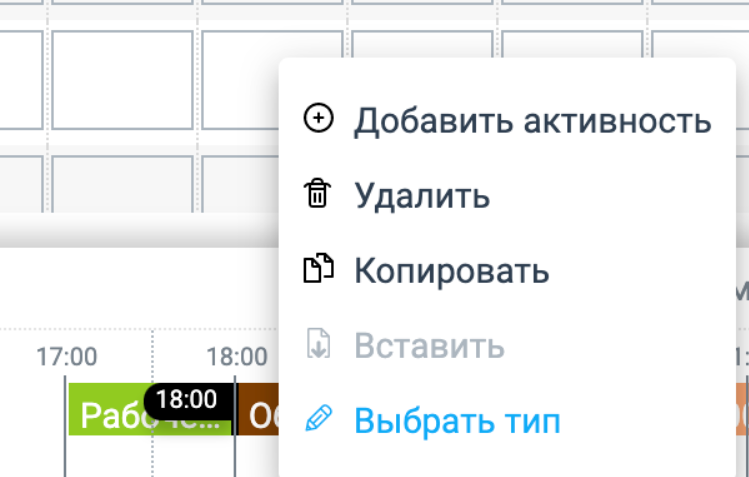 Добавить активность
Удалить
Копировать
Вставить
Выбрать тип
17:00
18:00
18:00